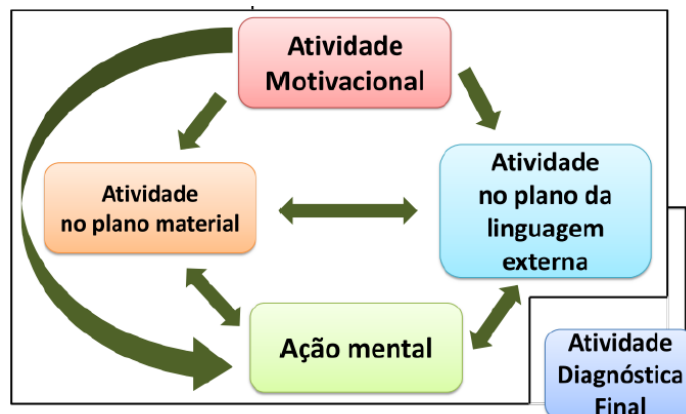 Atividade
Motivacional
Atividade
no plano material
Atividade
no plano da
linguagem
externa
Ação mental
Atividade
Diagnóstica
Final